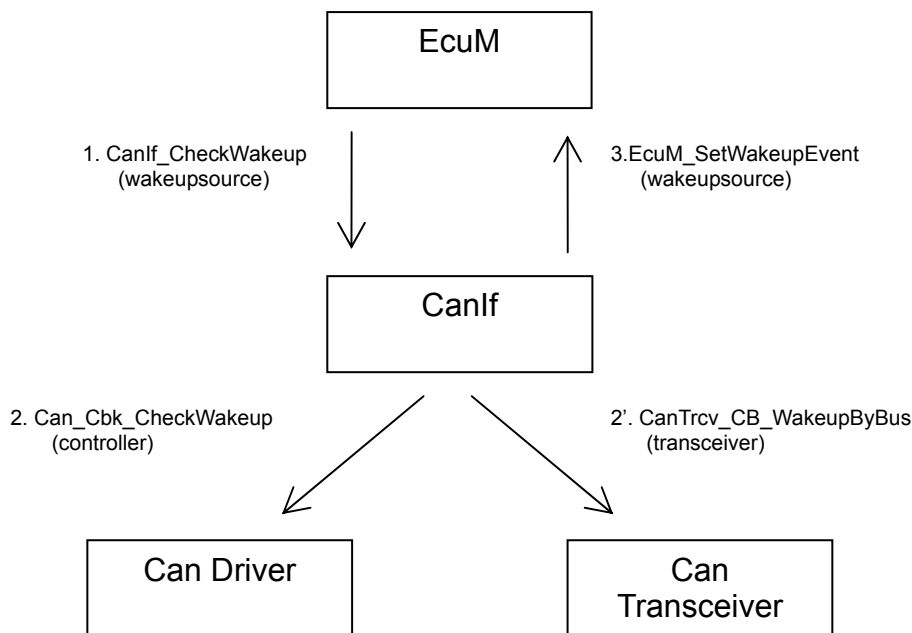 EcuM
1. CanIf_CheckWakeup
(wakeupsource)
3.EcuM_SetWakeupEvent
(wakeupsource)
CanIf
2. Can_Cbk_CheckWakeup
(controller)
2'. CanTrcv_CB_WakeupByBus
(transceiver)
Can Driver
Can
Transceiver